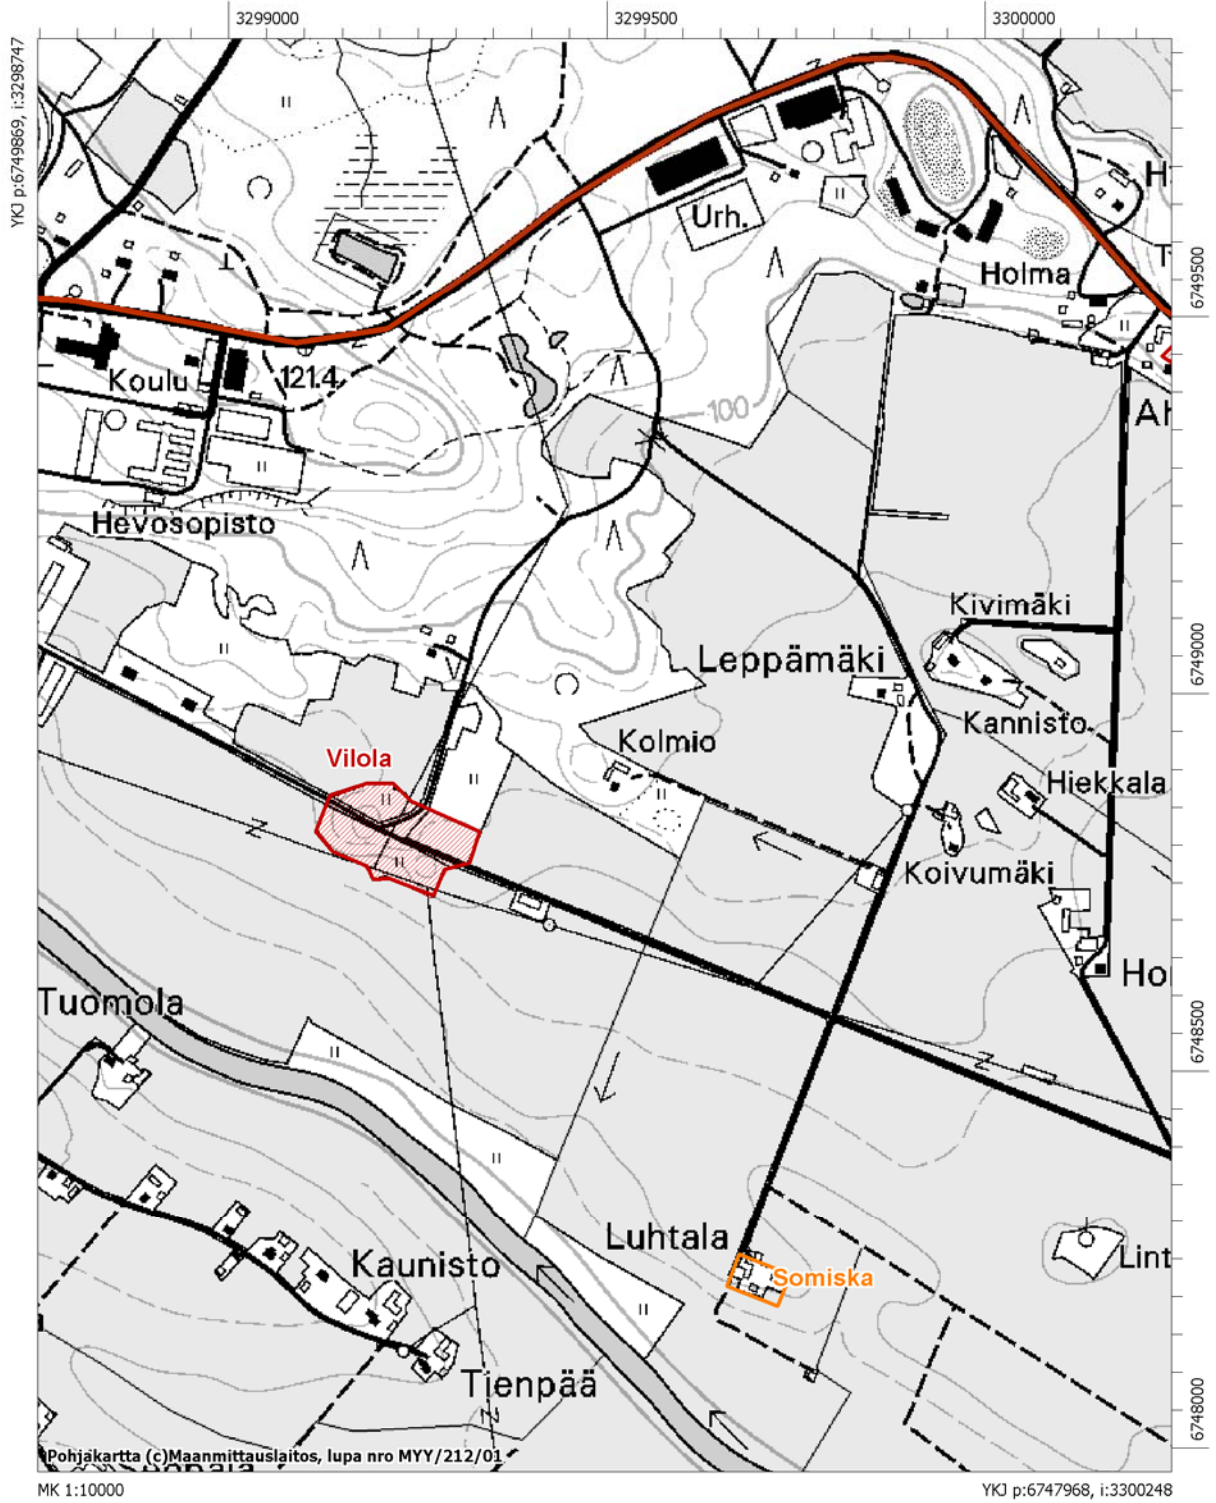 3299000
3299500
3300000
YKJ p:6749869, i:3298747
Urh.
H
T
Holma
6749500
Koulu
121.4
100
Hevosopisto
Kivimäki
6749000
Leppämäki
Kannisto
Kolmio
Vilola
Hiekkala
Koivumäki
Ho
Tuomola
6748500
Luhtala
Lint
Kaunisto
Somiska
Tienpää
6748000
Pohjakartta (c)Maanmittauslaitos, lupa nro MYY/212/01
MK 1:10000
YKJ p:6747968, i:3300248